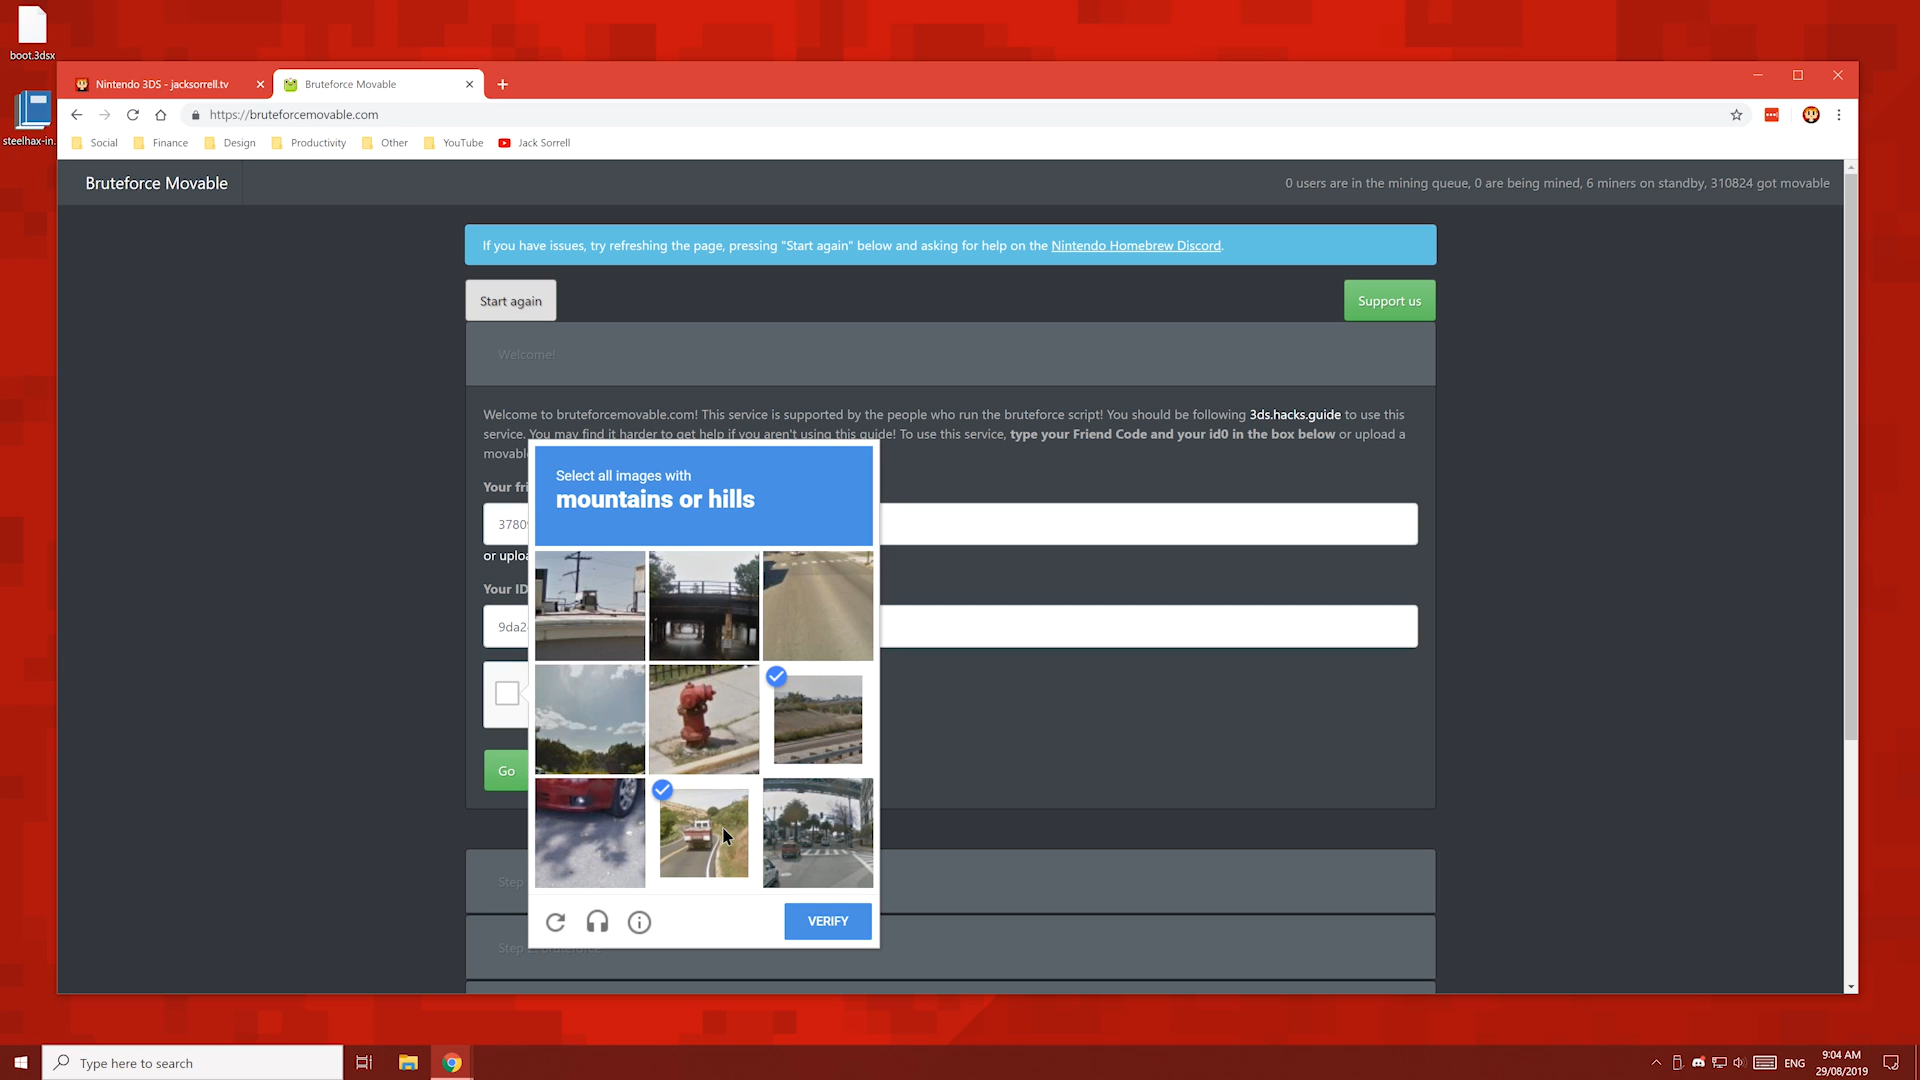 boot.3dsx
steelhax-in...
Nintendo 3DS - jacksorrell.tv
Bruteforce Movable
https://bruteforcemovable.com
Social
Finance
Design
Productivity
Other
YouTube
Jack Sorrell
Bruteforce Movable
0 users are in the mining queue, 0 are being mined, 6 miners on standby, 310824 got movable
If you have issues, try refreshing the page, pressing "Start again" below and asking for help on the Nintendo Homebrew Discord.
Start again
Support us
Welcome!
Welcome to bruteforcemovable.com! This service is supported by the people who run the bruteforce script! You should be following 3ds.hacks.guide to use this
service. You may find it harder to get help if you aren't using this guide! To use this service, type your Friend Code and your id0 in the box below or upload a
movabl
Your fri
3780
or uploa
Your ID
9da2
Go
Select all images with
mountains or hills
VERIFY
Step
Step
Type here to search
ENG
9:04 AM
29/08/2019